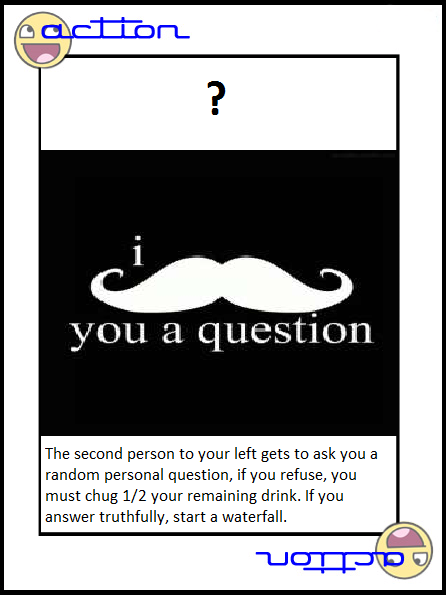 action
?
i
you a question
The second person to your left gets to ask you a
random personal question, if you refuse, you
must chug 1/2 your remaining drink. If you
answer truthfully, start a waterfall.
action